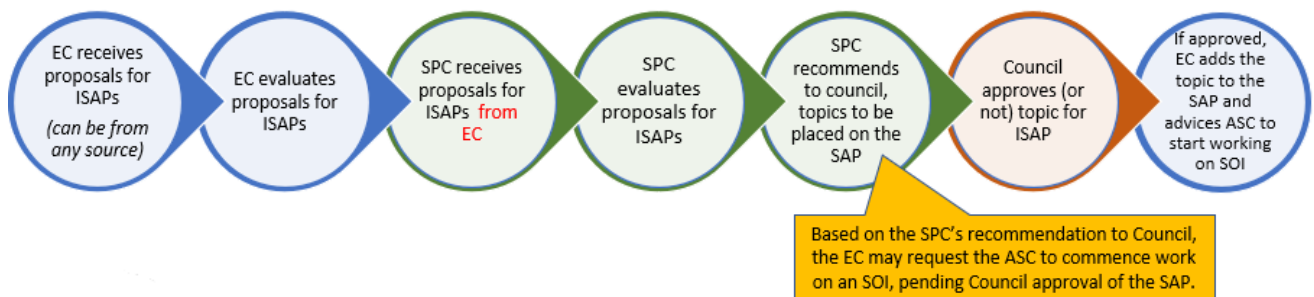 EC receives
proposals for
ISAPs
(can be from
any source)
EC evaluates
proposals for
ISAPs
SPC receives
proposals for
ISAPs from
EC
SPC
evaluates
proposals for
ISAPs
SPC
recommends
to council,
topics to be
placed on the
SAP
Council
approves (or
not) topic for
ISAP
If approved,
EC adds the
topic to the
SAP and
advices ASC to
start working
on SOI
Based on the SPC's recommendation to Council,
the EC may request the ASC to commence work
on an SOI, pending Council approval of the SAP.